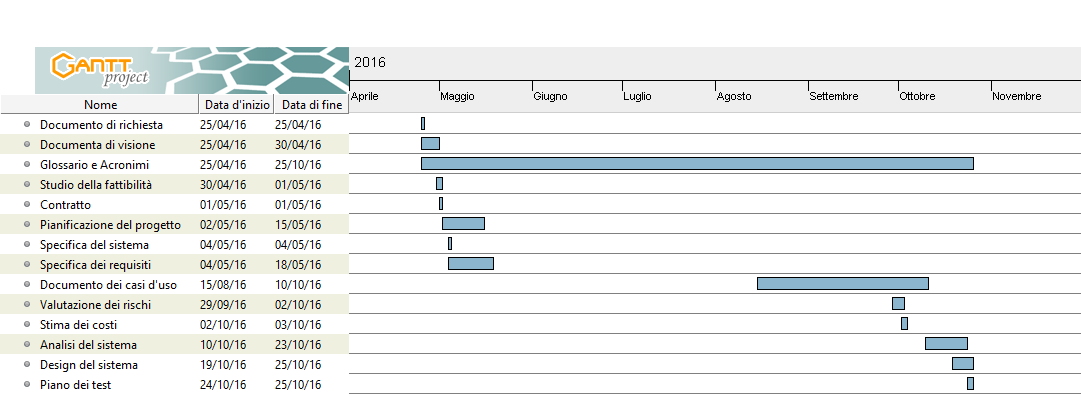 GANTT
project
2016
Aprile Maggio Giugno Luglio Agosto Settembre Ottobre Novembre
Nome Data d'inizio Data di fine
Documento di richiesta 25/04/16 25/04/16
Documenta di visione 25/04/16 30/04/16
Glossario e Acronimi 25/04/16 25/10/16
Studio della fattibilità 30/04/16 01/05/16
Contratto 01/05/16 01/05/16
Pianificazione del progetto 02/05/16 15/05/16
Specifica del sistema 04/05/16 04/05/16
Specifica dei requisiti 04/05/16 18/05/16
Documento dei casi d'uso 15/08/16 10/10/16
Valutazione dei rischi 29/09/16 02/10/16
Stima dei costi 02/10/16 03/10/16
Analisi del sistema 10/10/16 23/10/16
Design del sistema 19/10/16 25/10/16
Piano dei test 24/10/16 25/10/16